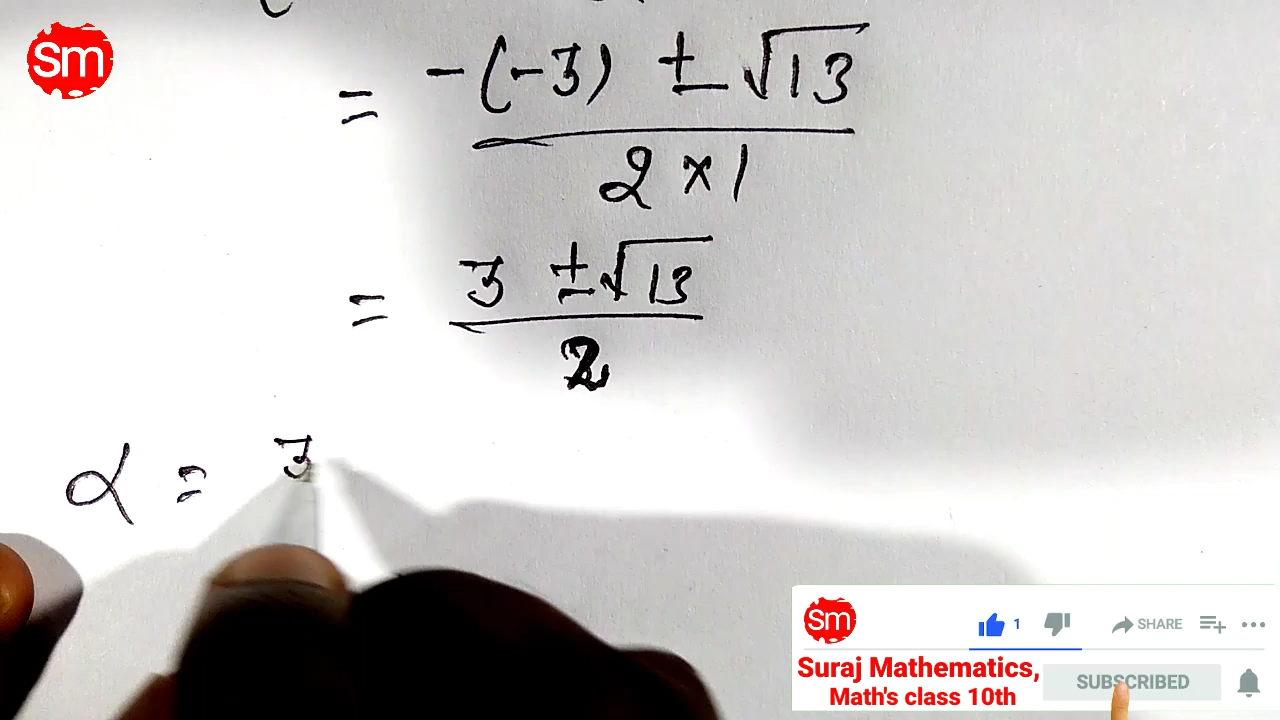 Sm
= -(-3) ± √13
2 × 1
= 3 ± √13
2
α = 3
Sm
1
SHARE
Suraj Mathematics,
Math's class 10th
SUBSCRIBED